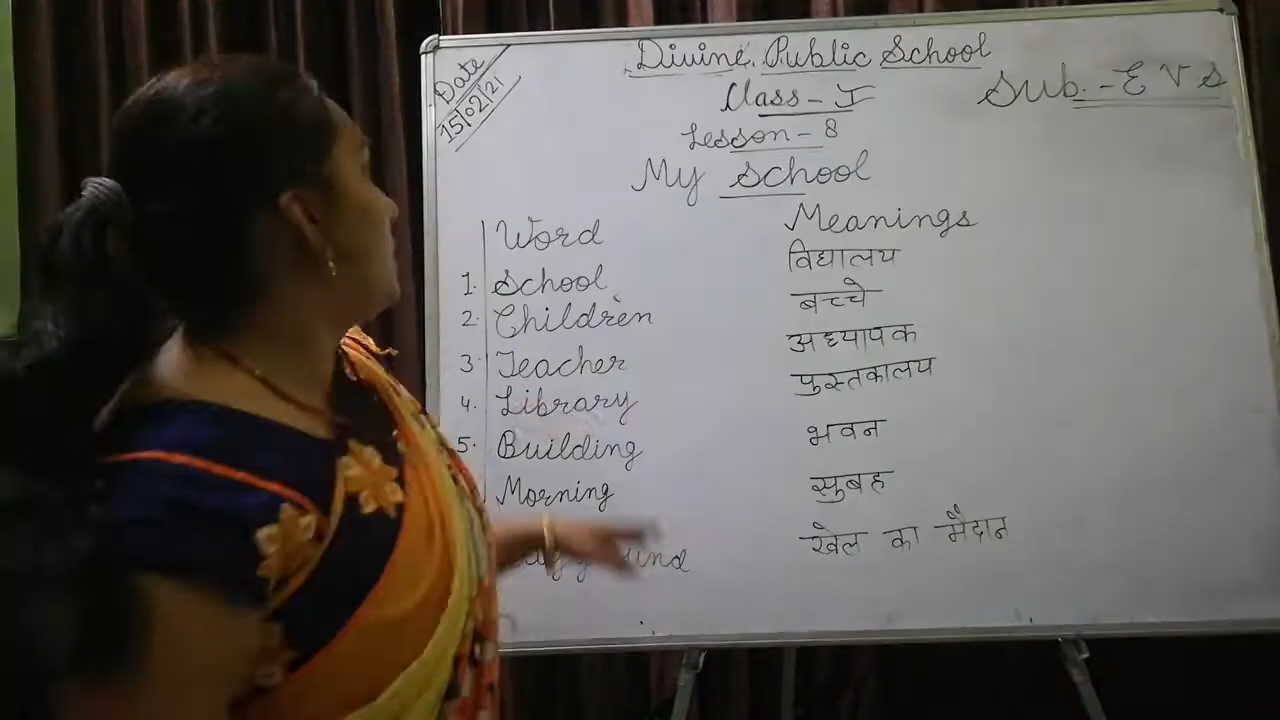 Date
15/02/21
Divine Public School
Class - I
Sub. - E V S
Lesson - 8
My School
Word Meanings
1. School विद्यालय
2. Children बच्चे
3. Teacher अध्यापक
4. Library पुस्तकालय
5. Building भवन
Morning सुबह
खेल का मैदान